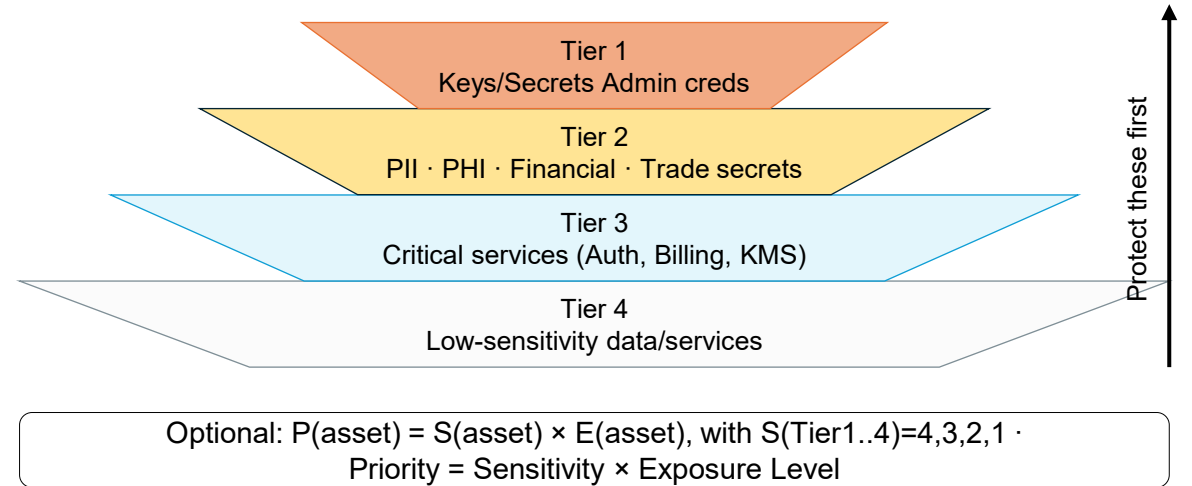 Tier 1
Keys/Secrets Admin creds
Tier 2
PII · PHI · Financial · Trade secrets
Tier 3
Critical services (Auth, Billing, KMS)
Tier 4
Low-sensitivity data/services
Protect these first
Optional: P(asset) = S(asset) × E(asset), with S(Tier1..4)=4,3,2,1 ·
Priority = Sensitivity × Exposure Level